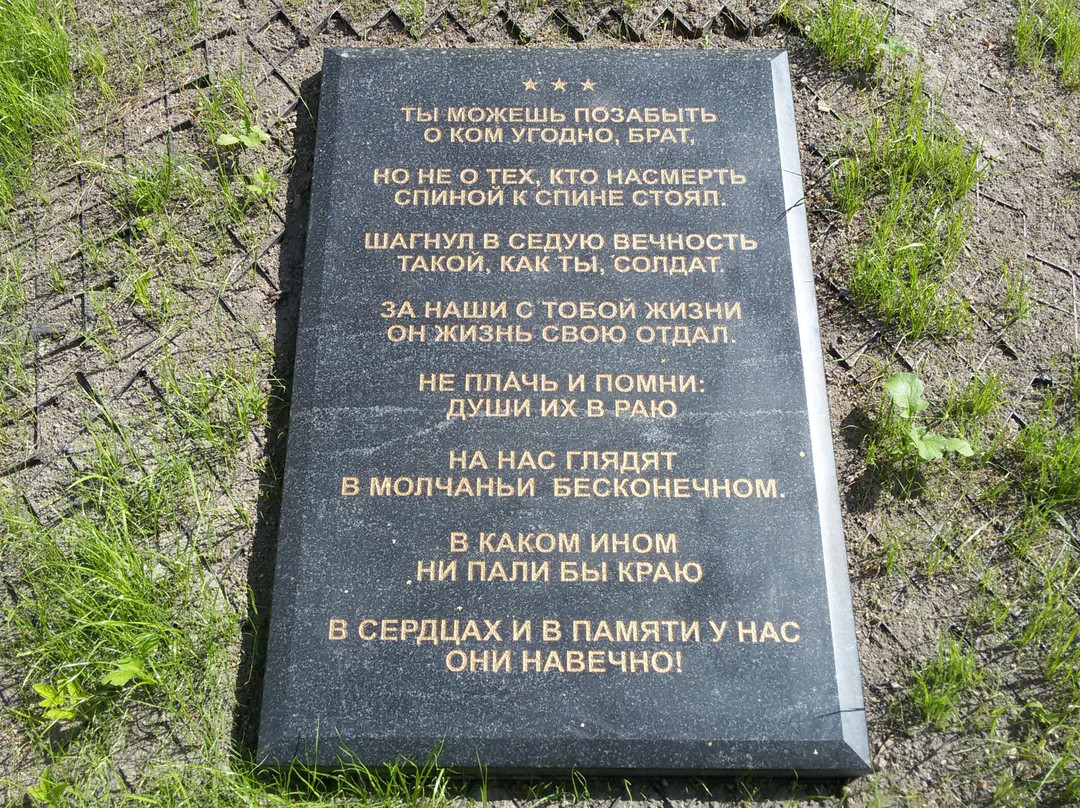 ТЫ МОЖЕШЬ ПОЗАБЫТЬ
О КОМ УГОДНО, БРАТ,
НО НЕ О ТЕХ, КТО НАСМЕРТЬ
СПИНОЙ К СПИНЕ СТОЯЛ.
ШАГНУЛ В СЕДУЮ ВЕЧНОСТЬ
ТАКОЙ, КАК ТЫ, СОЛДАТ.
ЗА НАШИ С ТОБОЙ ЖИЗНИ
ОН ЖИЗНЬ СВОЮ ОТДАЛ.
НЕ ПЛАЧЬ И ПОМНИ:
ДУШИ ИХ В РАЮ
НА НАС ГЛЯДЯТ
В МОЛЧАНЬИ БЕСКОНЕЧНОМ.
В КАКОМ ИНОМ
НИ ПАЛИ БЫ КРАЮ
В СЕРДЦАХ И В ПАМЯТИ У НАС
ОНИ НАВЕЧНО!